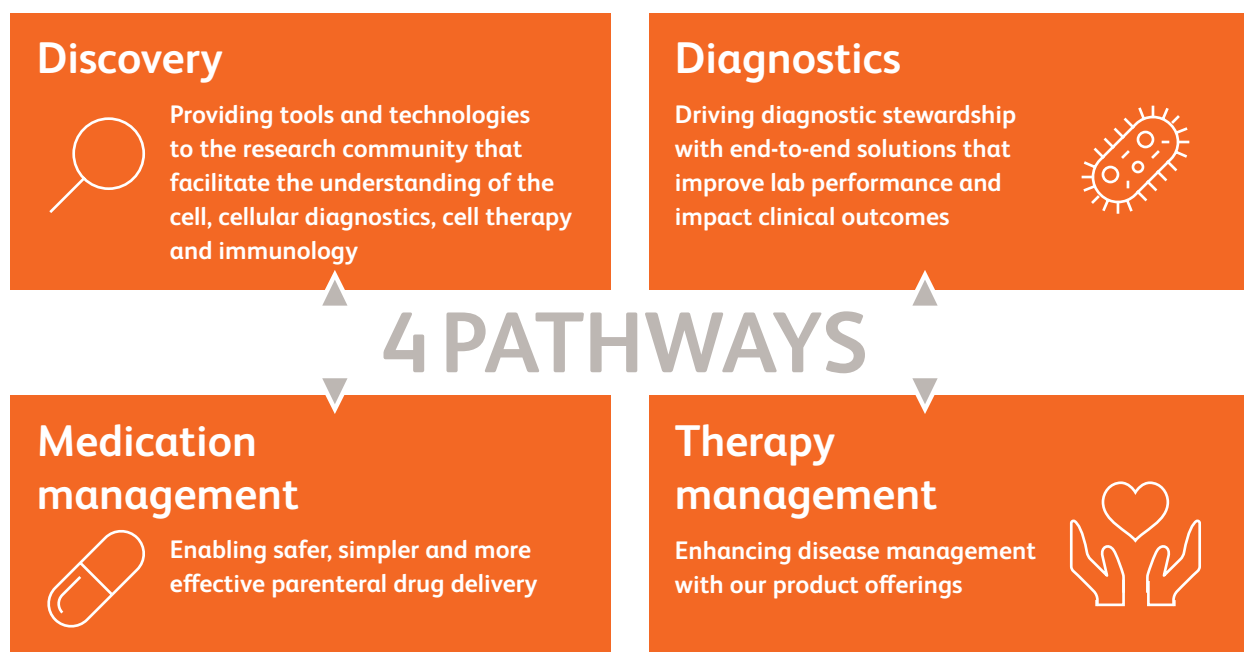 Discovery
Providing tools and technologies
to the research community that
facilitate the understanding of the
cell, cellular diagnostics, cell therapy
and immunology
Diagnostics
Driving diagnostic stewardship
with end-to-end solutions that
improve lab performance and
impact clinical outcomes
4 PATHWAYS
Medication
management
Enabling safer, simpler and more
effective parenteral drug delivery
Therapy
management
Enhancing disease management
with our product offerings